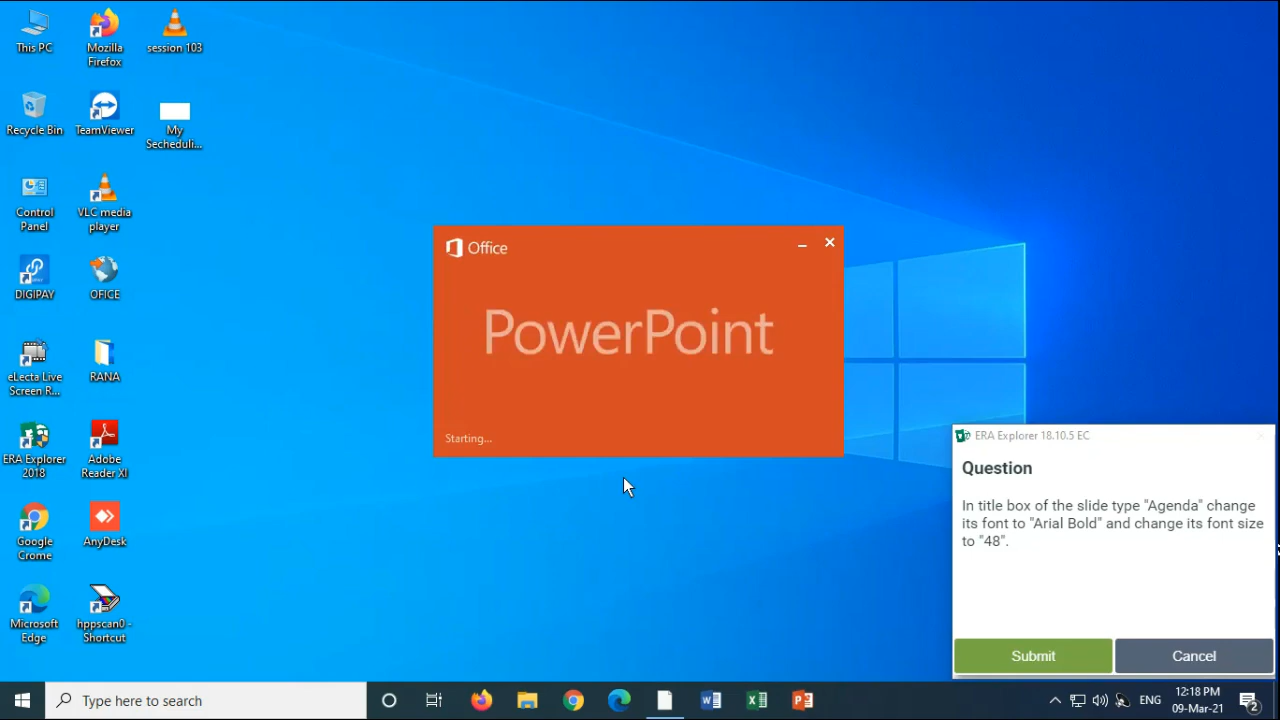 This PC
Mozilla
Firefox
session 103
Recycle Bin
TeamViewer
My
Secheduli...
Control
Panel
VLC media
player
DIGIPAY
OFICE
eLecta Live
Screen R...
RANA
ERA Explorer
2018
Adobe
Reader XI
Google
Crome
AnyDesk
Microsoft
Edge
hppscan0 -
Shortcut
Office
PowerPoint
Starting...
ERA Explorer 18.10.5 EC
Question
In title box of the slide type "Agenda" change
its font to "Arial Bold" and change its font size
to "48".
Submit
Cancel
Type here to search
ENG
12:18 PM
09-Mar-21
2